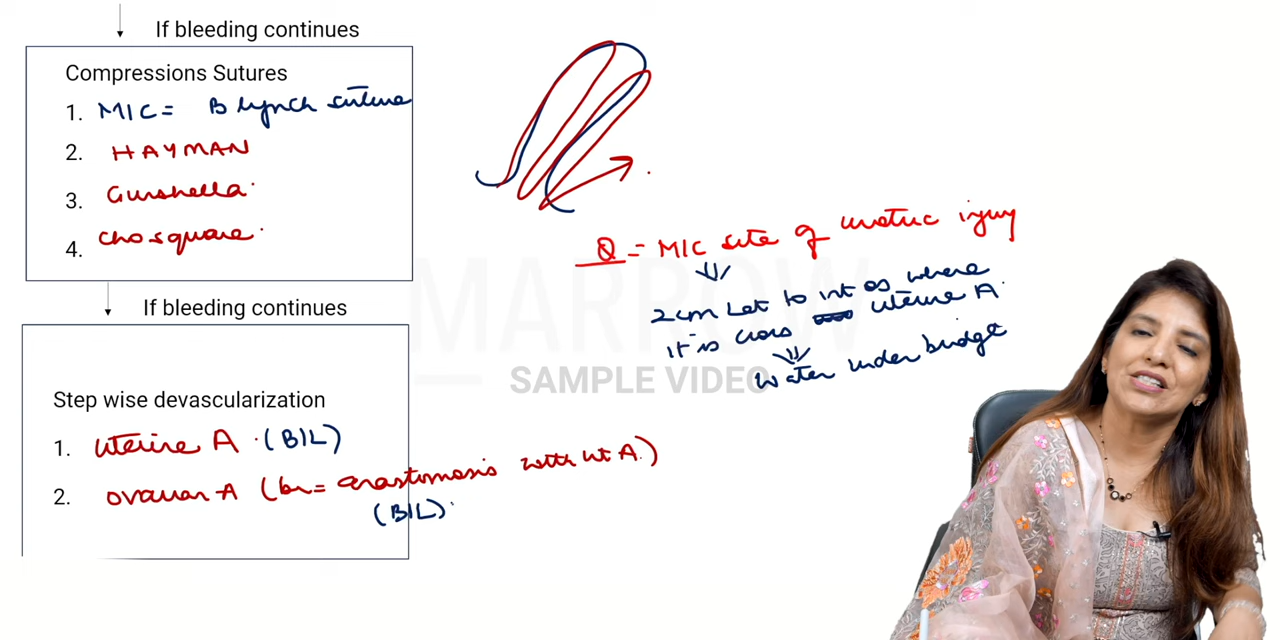 If bleeding continues
Compressions Sutures
1. MIC = B lynch suture
2. HAYMAN
3. Gunshella
4. Cho square
If bleeding continues
Step wise devascularization
1. uterine A. (B/L)
2. ovarian A (br = anastomosis with Ut A.)
(B/L)
Q = MIC site of ureteric injury
2cm Lat to int os where
it is cross uterine A.
water under bridge
MARROW
SAMPLE VIDEO